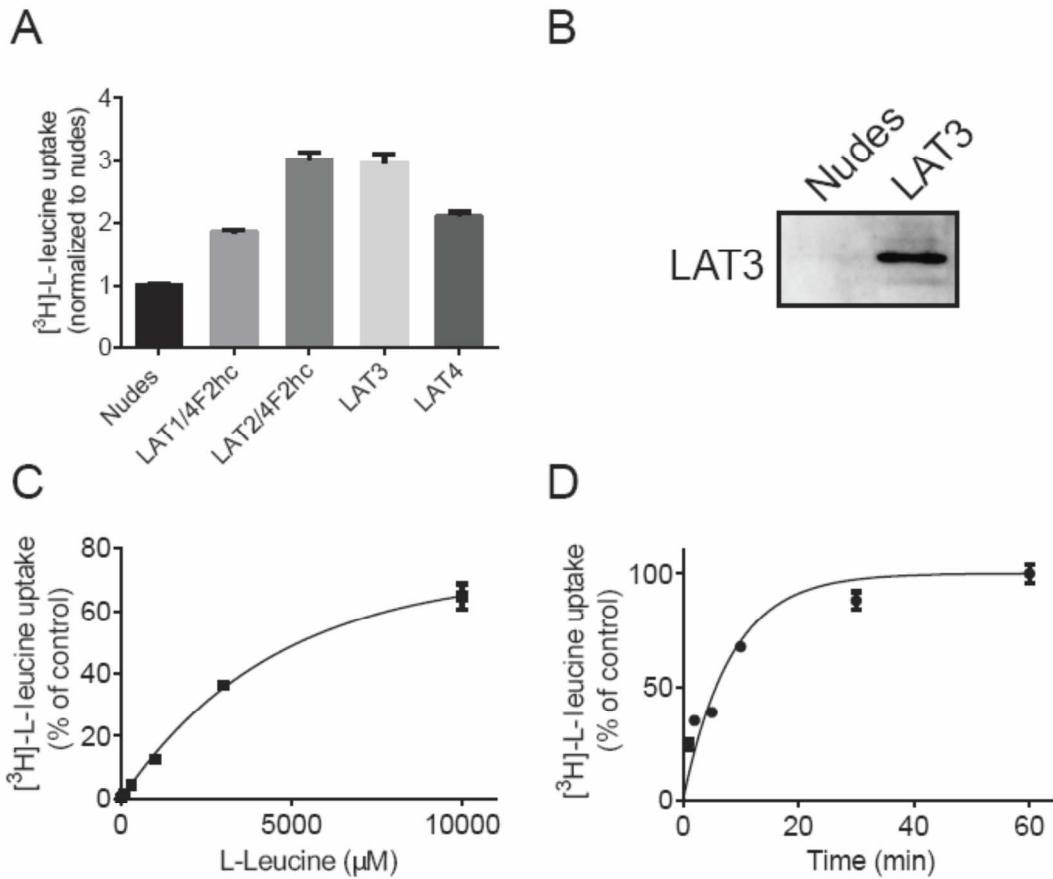 A
[³H]-L-leucine uptake
(normalized to nudes)
4
3
2
1
0
Nudes
LAT1/4F2hc
LAT2/4F2hc
LAT3
LAT4
B
Nudes
LAT3
LAT3
C
[³H]-L-leucine uptake
(% of control)
80
60
40
20
0
0
5000
10000
L-Leucine (µM)
D
[³H]-L-leucine uptake
(% of control)
100
50
0
0
20
40
60
Time (min)